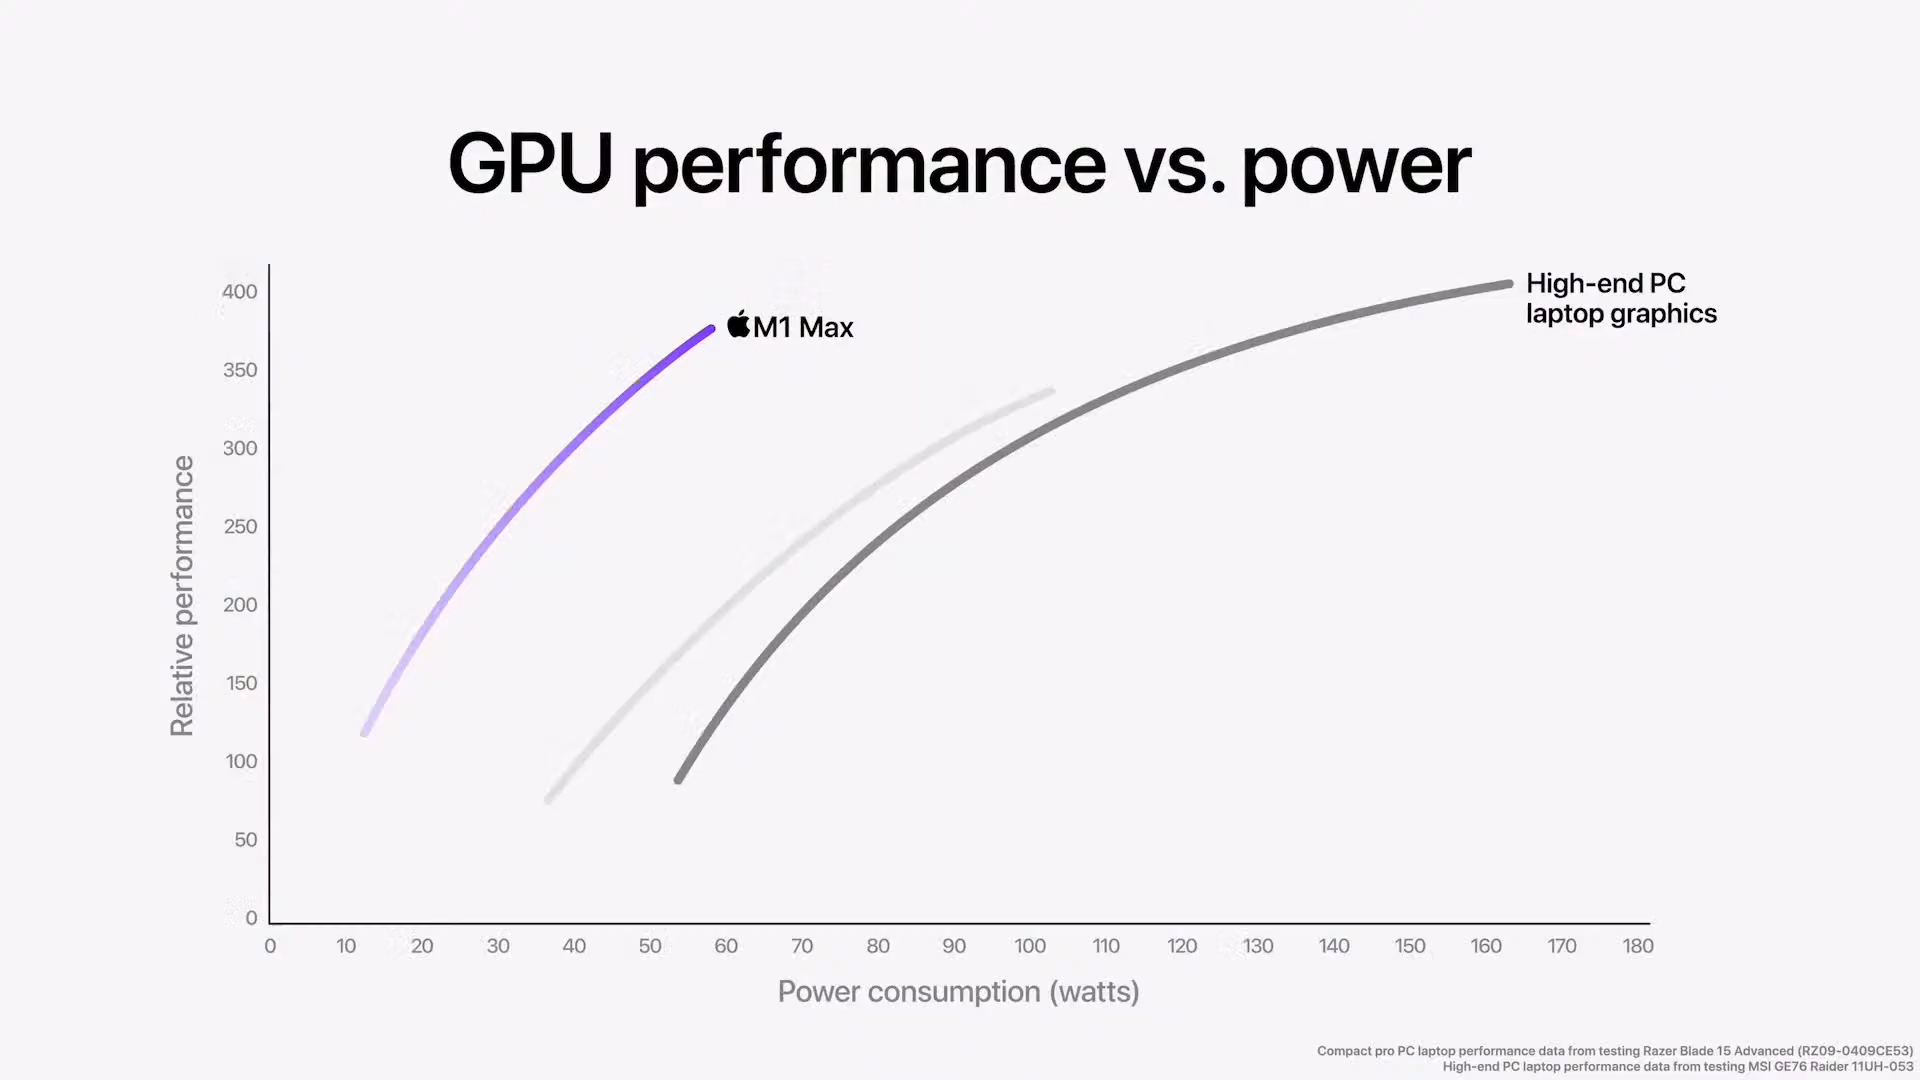 GPU performance vs. power
400
350
300
250
200
150
100
50
0
Relative performance
M1 Max
High-end PC
laptop graphics
0 10 20 30 40 50 60 70 80 90 100 110 120 130 140 150 160 170 180
Power consumption (watts)
Compact pro PC laptop performance data from testing Razer Blade 15 Advanced (RZ09-0409CE53)
High-end PC laptop performance data from testing MSI GE76 Raider 11UH-053